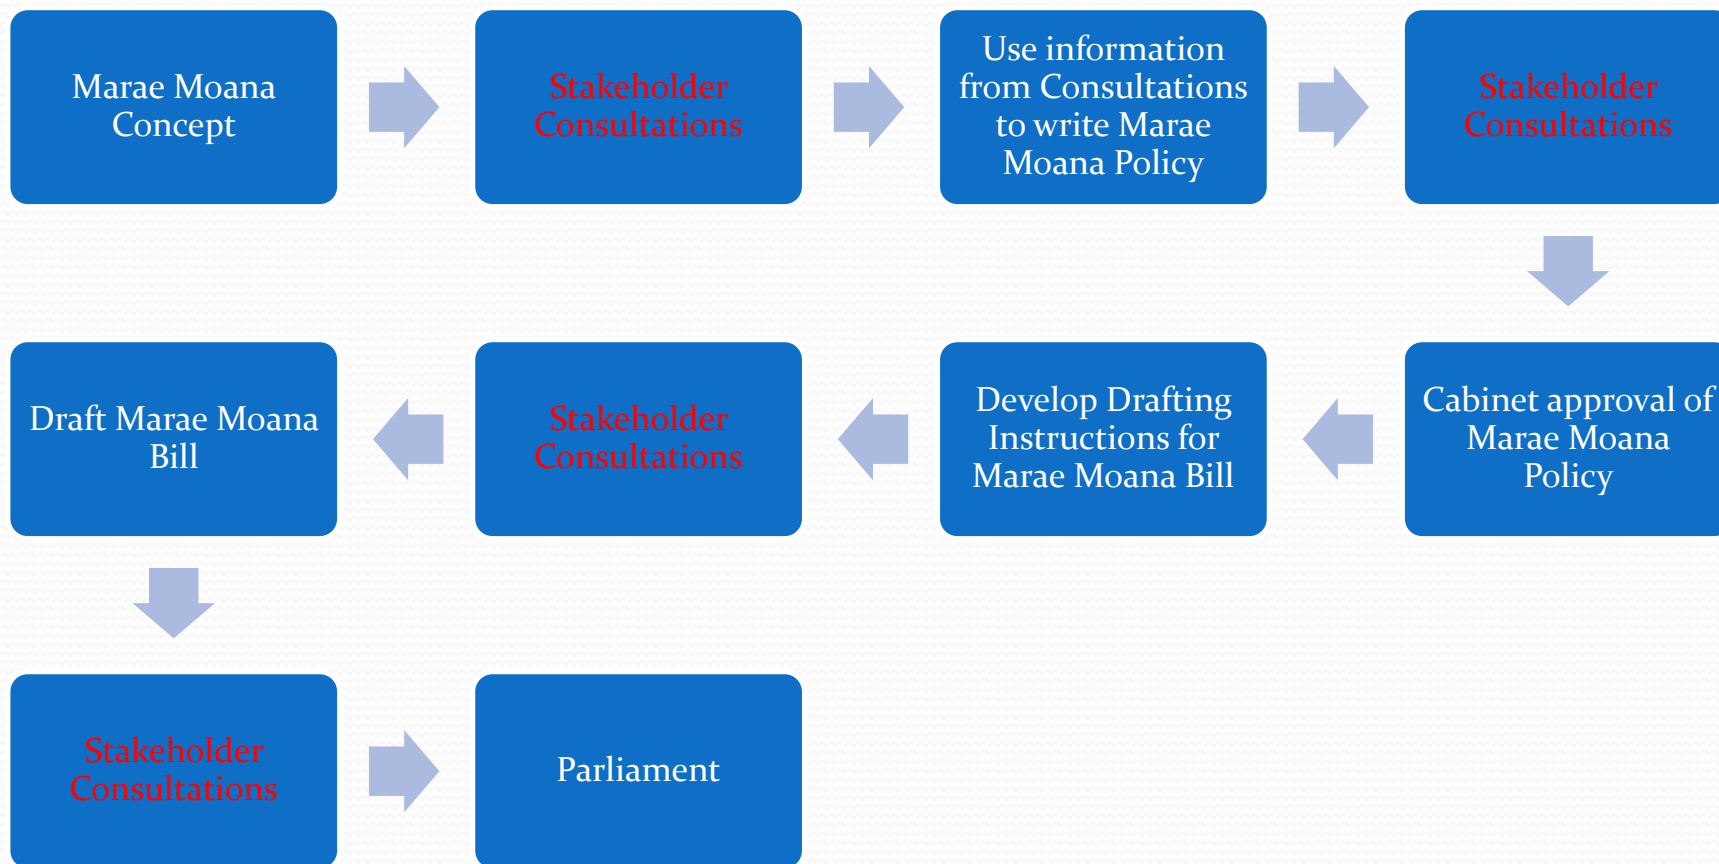 Marae Moana
Concept
Stakeholder
Consultations
Use information
from Consultations
to write Marae
Moana Policy
Stakeholder
Consultations
Cabinet approval of
Marae Moana
Policy
Develop Drafting
Instructions for
Marae Moana Bill
Stakeholder
Consultations
Draft Marae Moana
Bill
Stakeholder
Consultations
Parliament